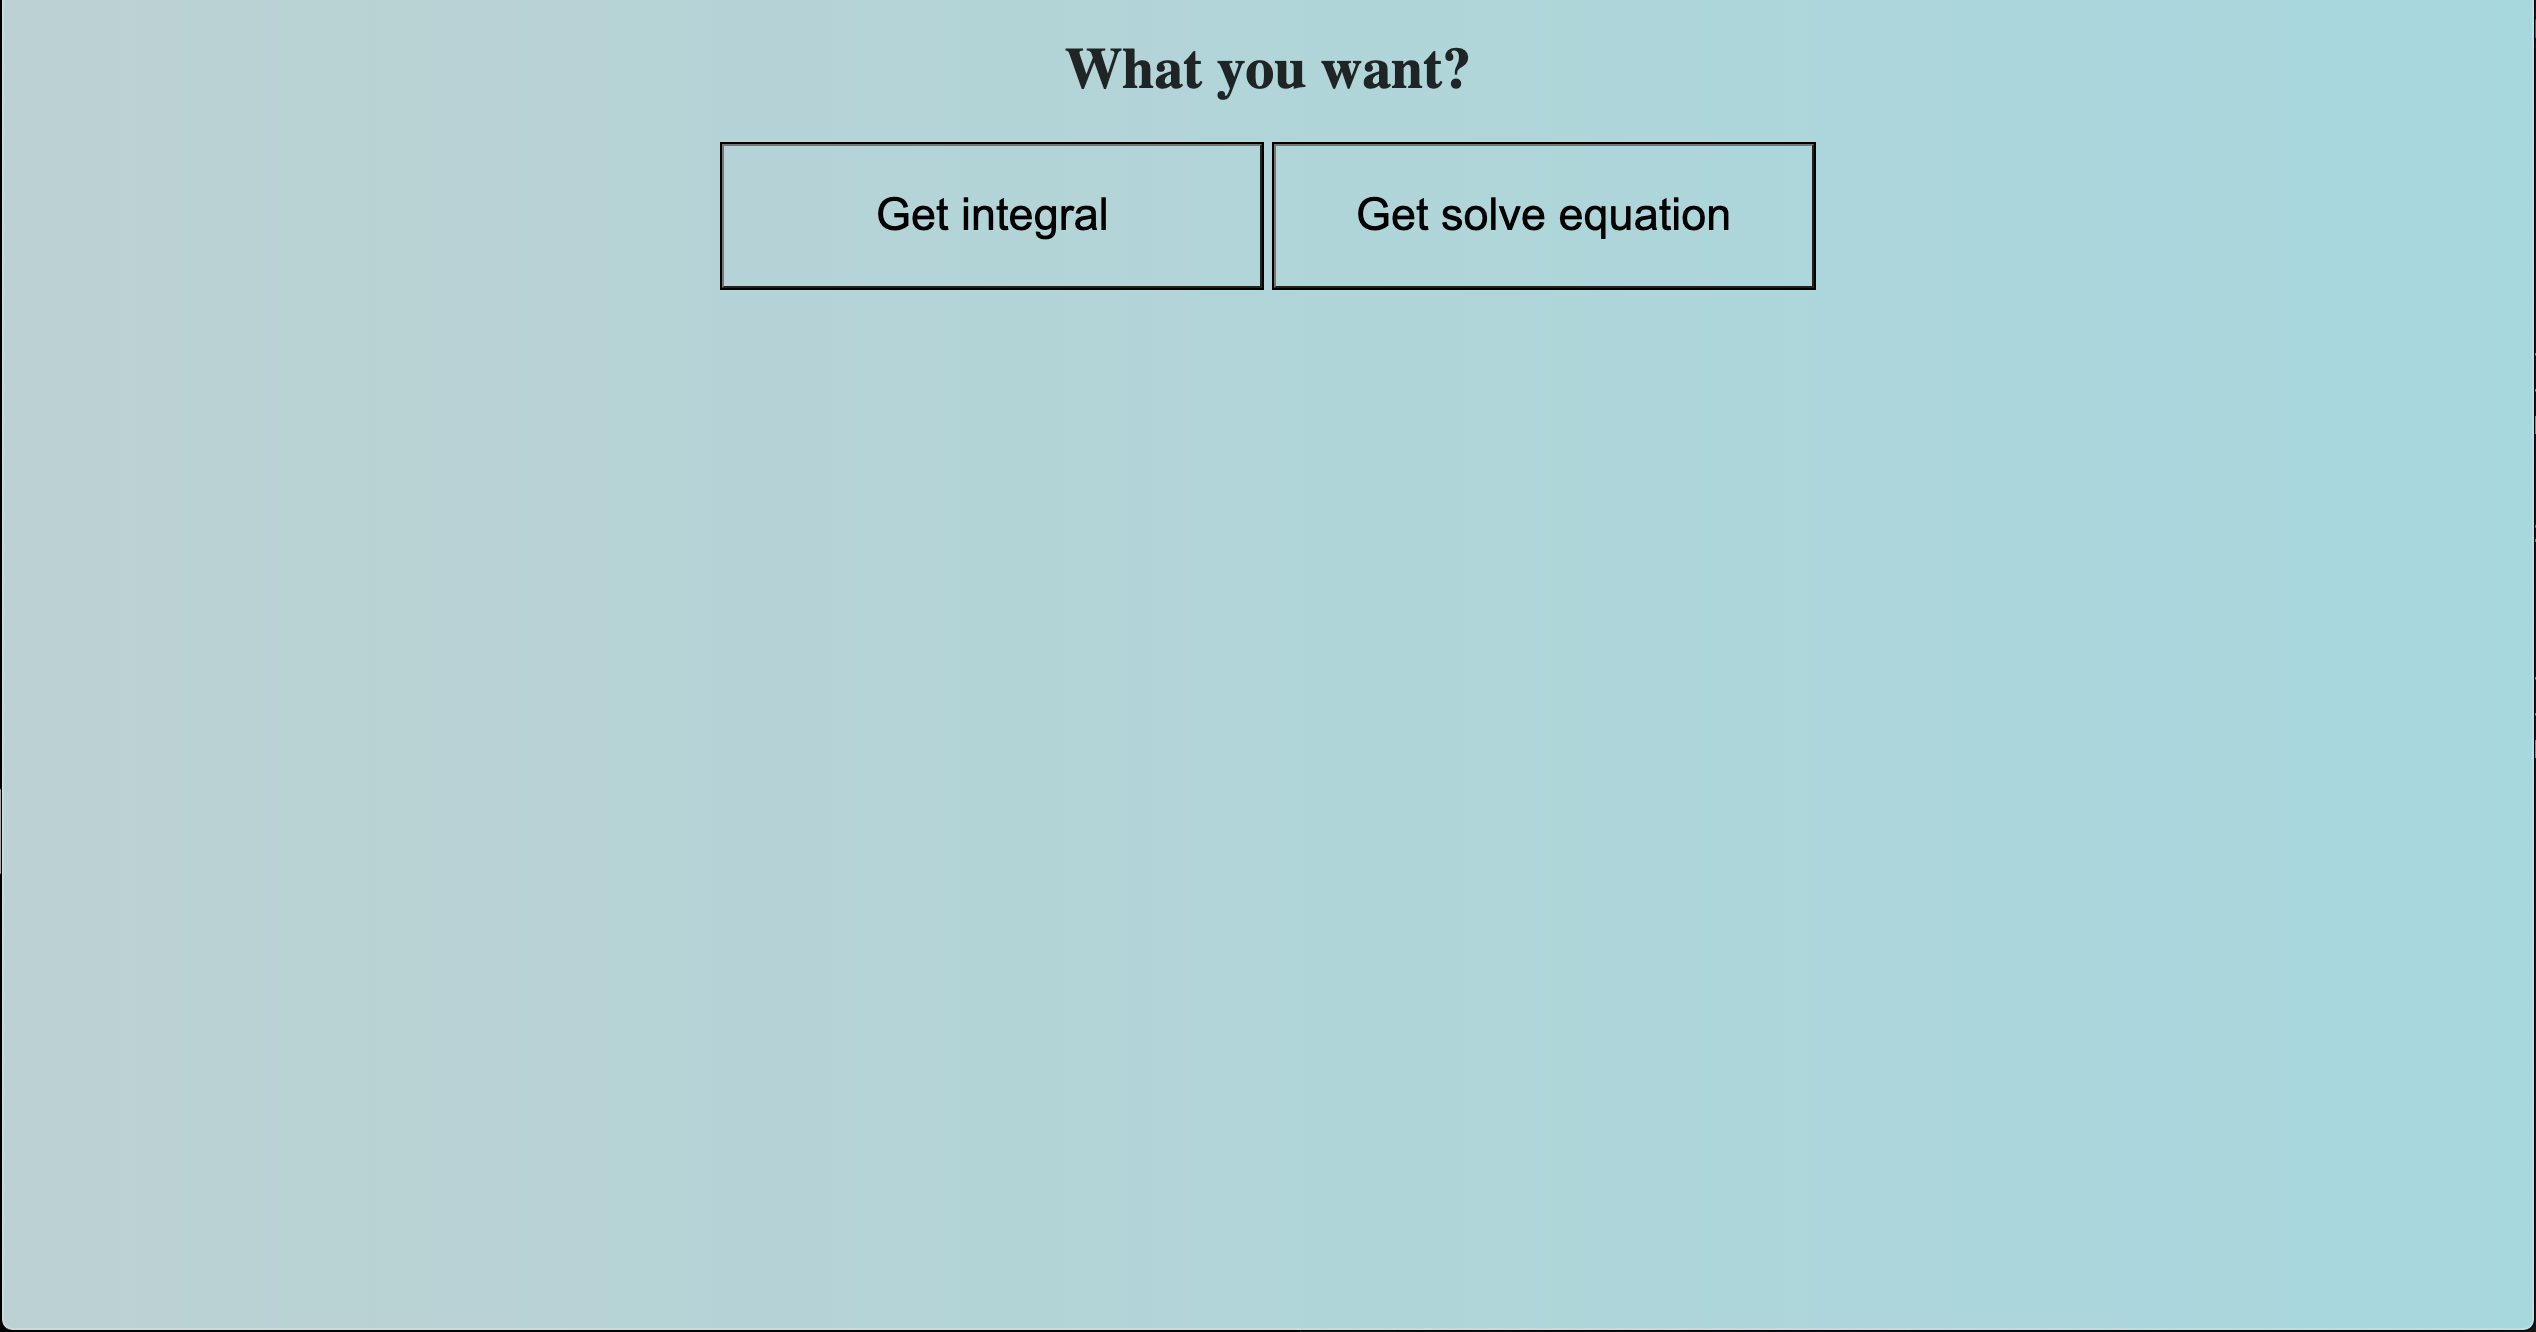 What you want?
Get integral
Get solve equation